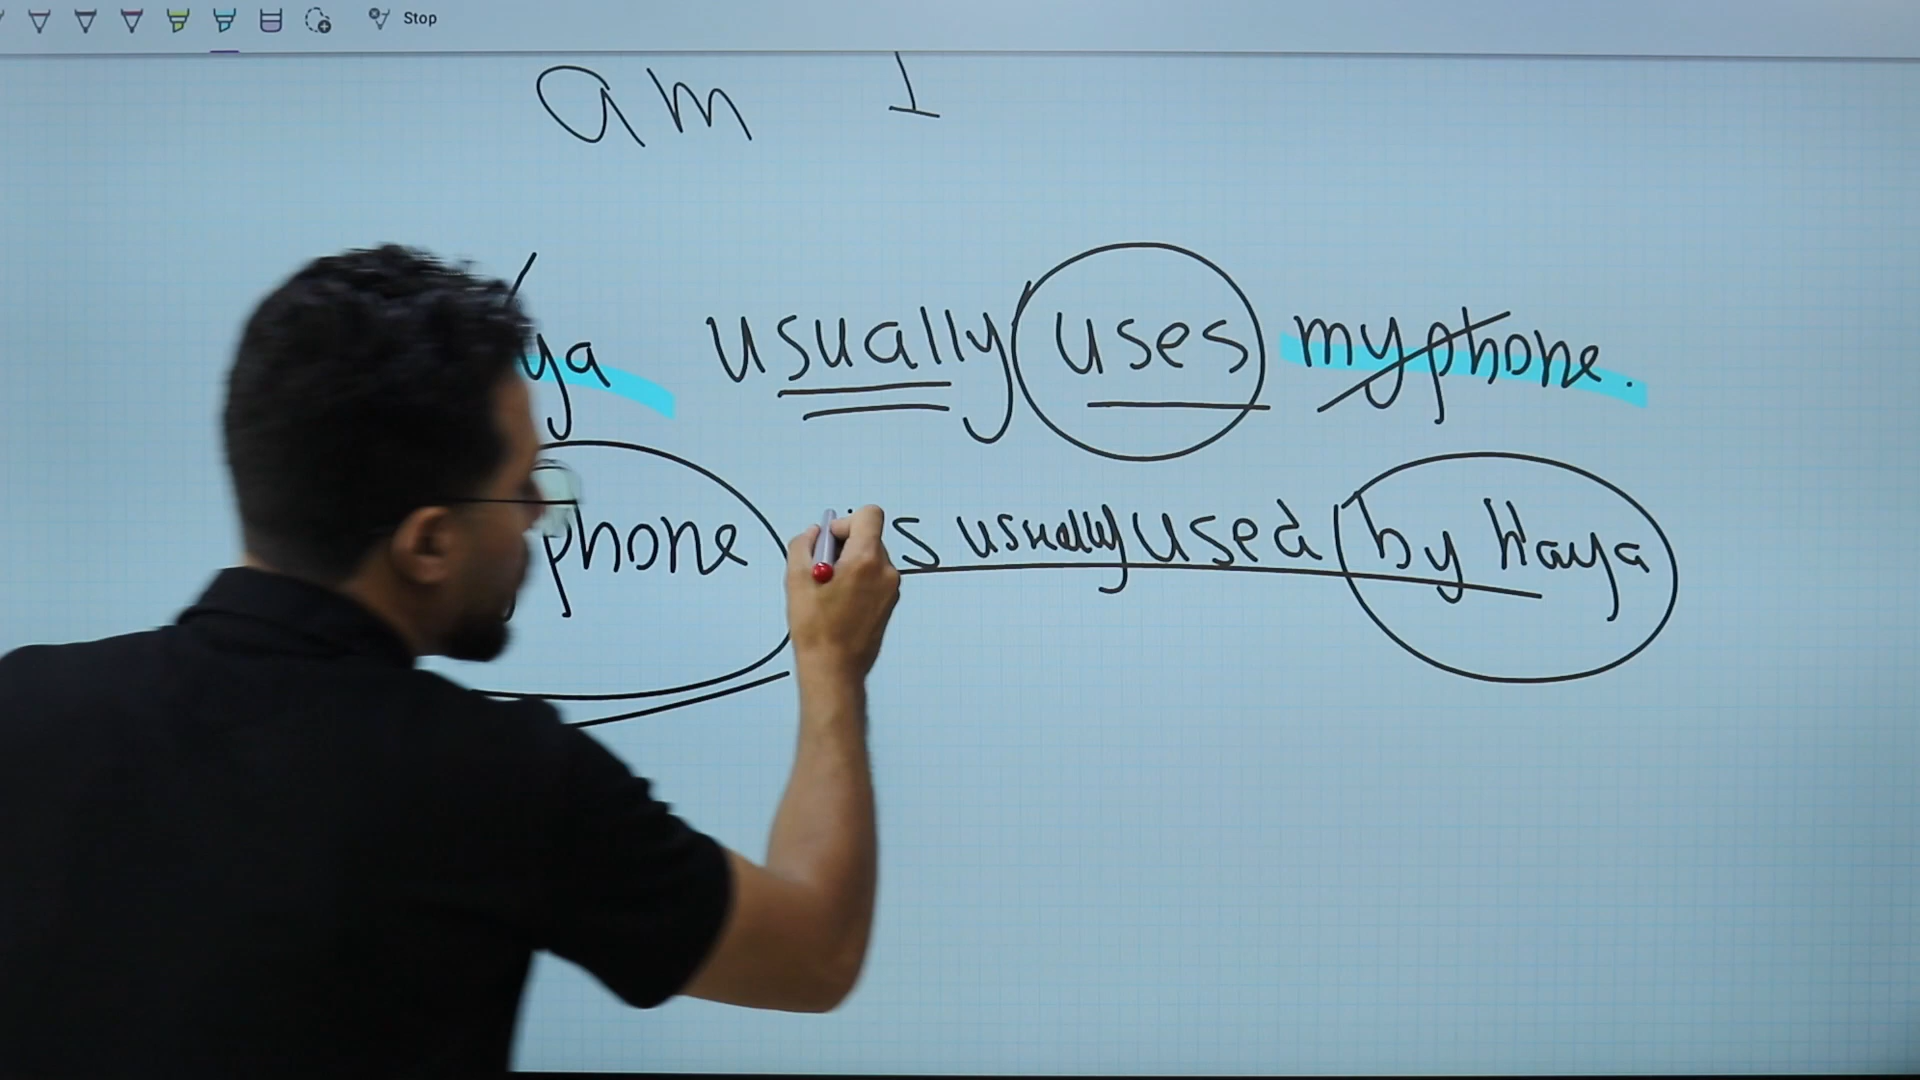 Stop
am I
ya usually uses my phone.
phone is usually used by Haya